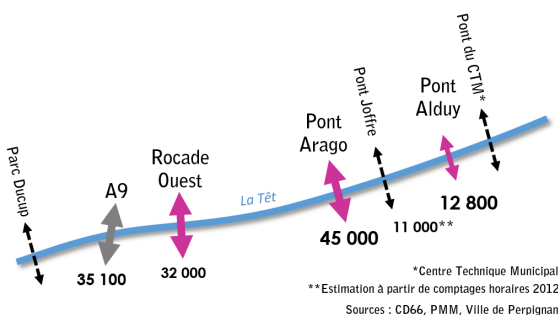 Parc Ducup
A9
35 100
Rocade
Ouest
32 000
La Têt
Pont
Arago
45 000
Pont Joffre
11 000**
Pont
Alduy
12 800
Pont du CTM*
*Centre Technique Municipal
**Estimation à partir de comptages horaires 2012
Sources : CD66, PMM, Ville de Perpignan